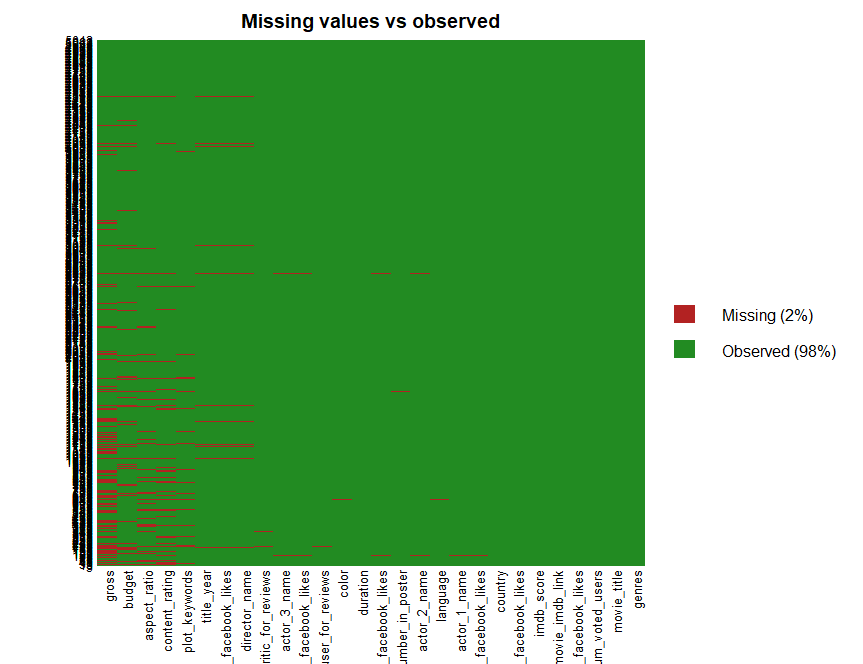 Missing values vs observed
Missing (2%)
Observed (98%)
gross
budget
aspect_ratio
content_rating
plot_keywords
title_year
_facebook_likes
director_name
ritic_for_reviews
actor_3_name
_facebook_likes
user_for_reviews
color
duration
_facebook_likes
umber_in_poster
actor_2_name
language
actor_1_name
_facebook_likes
country
_facebook_likes
imdb_score
movie_imdb_link
_facebook_likes
um_voted_users
movie_title
genres